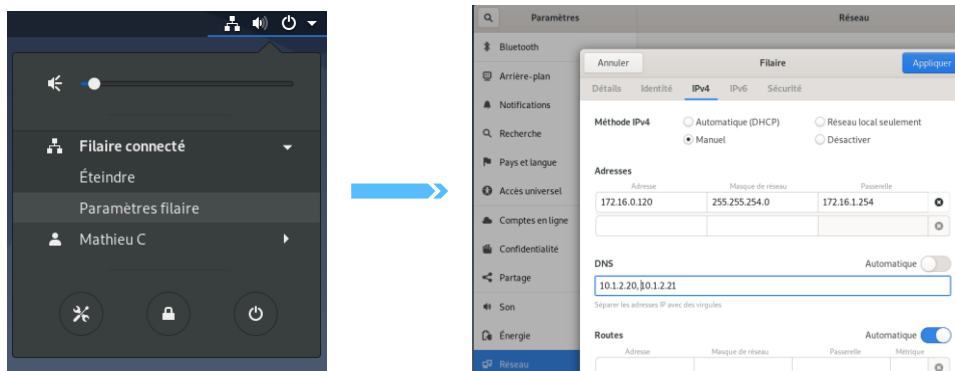 Filaire connecté
Éteindre
Paramètres filaire
Mathieu C
Paramètres
Réseau
Bluetooth
Arrière-plan
Notifications
Recherche
Pays et langue
Accès universel
Comptes en ligne
Confidentialité
Partage
Son
Énergie
Réseau
Annuler
Filaire
Appliquer
Détails Identité IPv4 IPv6 Sécurité
Méthode IPv4
Automatique (DHCP)
Réseau local seulement
Manuel
Désactiver
Adresses
Adresse Masque de réseau Passerelle
172.16.0.120 255.255.254.0 172.16.1.254
DNS
Automatique
10.1.2.20,10.1.2.21
Séparer les adresses IP avec des virgules
Routes
Automatique
Adresse Masque de réseau Passerelle Métrique